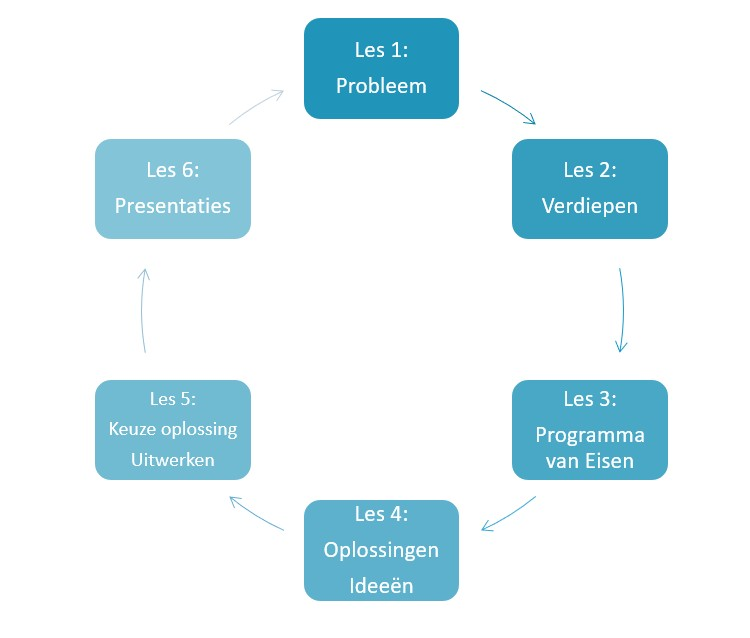 Les 1:
Probleem
Les 2:
Verdiepen
Les 3:
Programma
van Eisen
Les 4:
Oplossingen
Ideeën
Les 5:
Keuze oplossing
Uitwerken
Les 6:
Presentaties